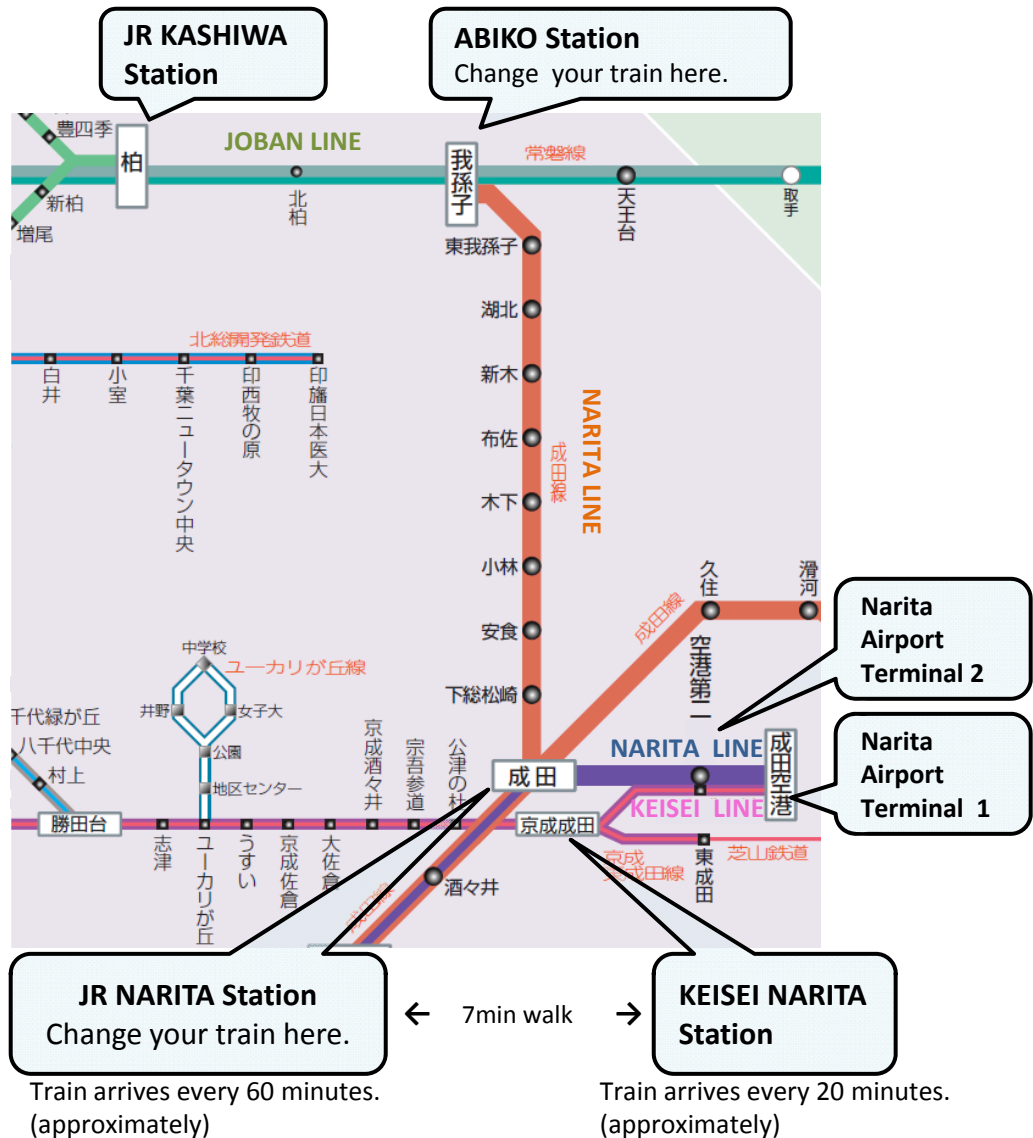 JR KASHIWA
Station
ABIKO Station
Change your train here.
豊四季
柏
JOBAN LINE
我孫子
常磐線
新柏
北柏
天王台
取手
増尾
東我孫子
湖北
北総開発鉄道
白井
小室
千葉ニュータウン中央
印西牧の原
印旛日本医大
新木
布佐
成田線
NARITA LINE
木下
小林
久住
滑河
安食
成田線
空港第二
Narita
Airport
Terminal 2
中学校
ユーカリが丘線
井野
女子大
下総松崎
千代緑が丘
八千代中央
村上
公園
地区センター
京成酒々井
宗吾参道
公津の杜
成田
NARITA LINE
成田空港
Narita
Airport
Terminal 1
KEISEI LINE
勝田台
京成成田
志津
ユーカリが丘
うすい
京成佐倉
大佐倉
成田線
酒々井
京成
東成田線
東成田
芝山鉄道
JR NARITA Station
Change your train here.
← 7min walk →
KEISEI NARITA
Station
Train arrives every 60 minutes.
(approximately)
Train arrives every 20 minutes.
(approximately)